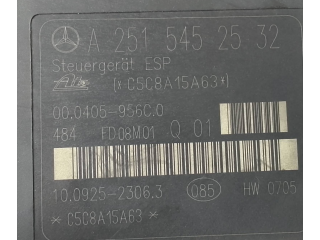 A 251 545 25 32
Steuergerät ESP
Ate (*C5C8A15A63*)
00.0405-956C.0
484 FD08M01 Q 01
10.0925-2306.3 085 HW 0705
*C5C8A15A63*